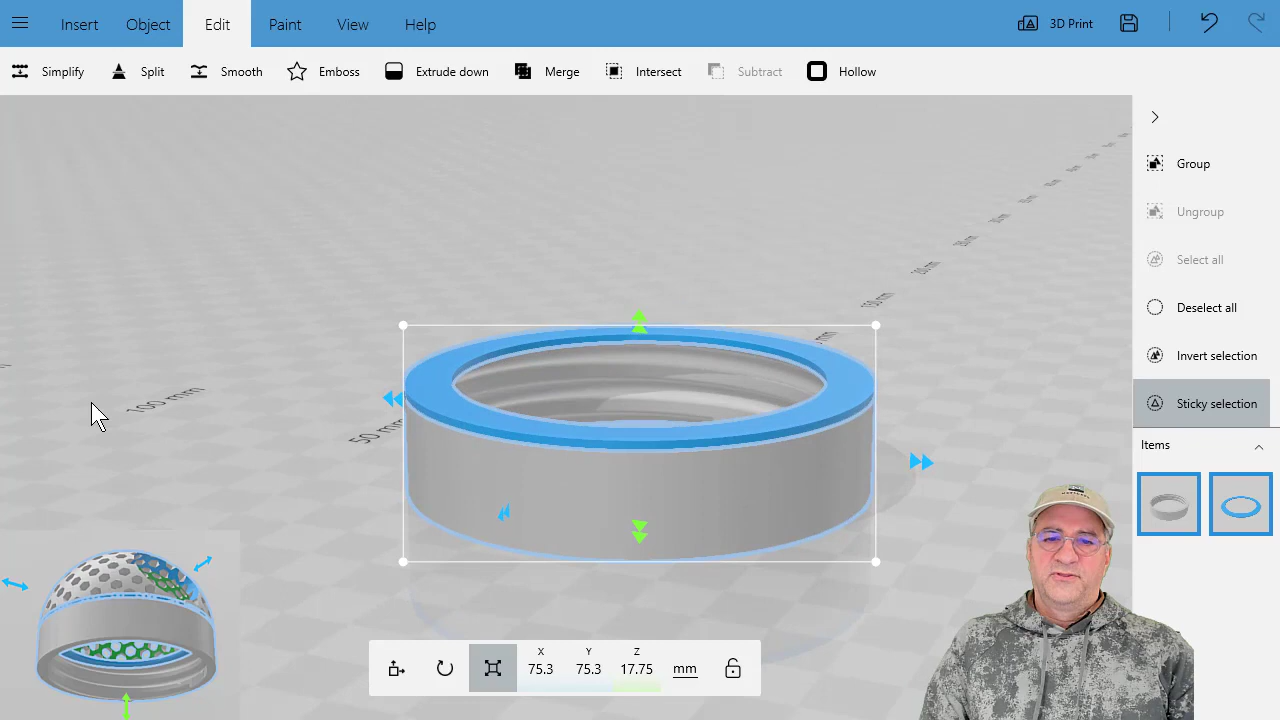 Insert Object Edit Paint View Help 3D Print
Simplify Split Smooth Emboss Extrude down Merge Intersect Subtract Hollow
Group
Ungroup
Select all
Deselect all
Invert selection
Sticky selection
Items
100 mm
50 mm
X Y Z
75.3 75.3 17.75 mm